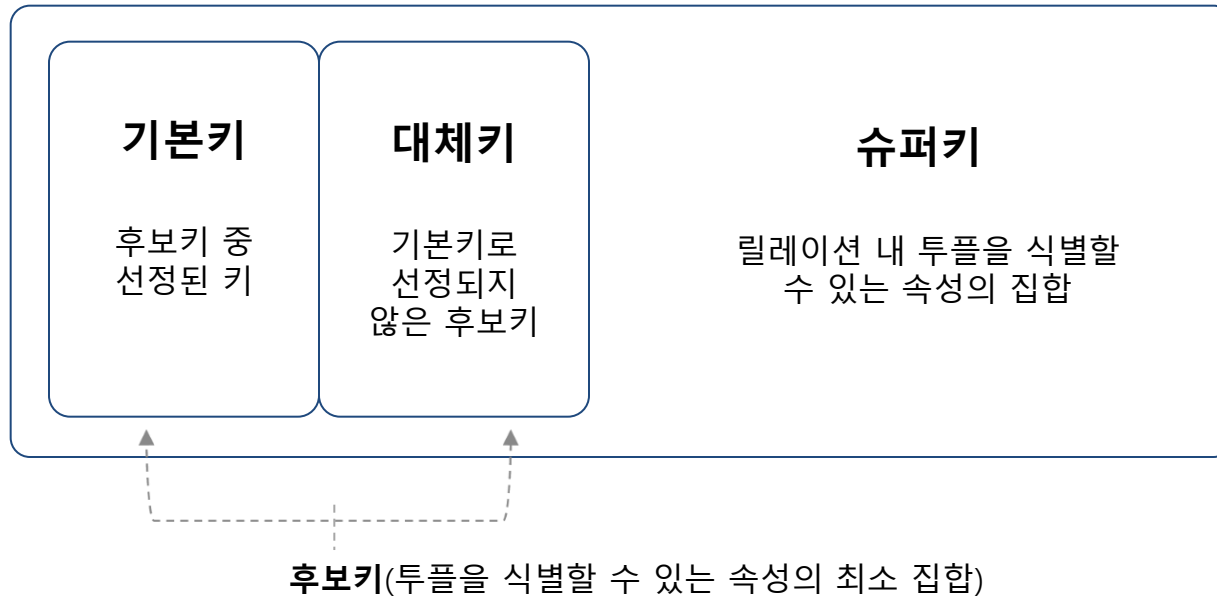 기본키
후보키 중
선정된 키
대체키
기본키로
선정되지
않은 후보키
슈퍼키
릴레이션 내 투플을 식별할
수 있는 속성의 집합
후보키(투플을 식별할 수 있는 속성의 최소 집합)